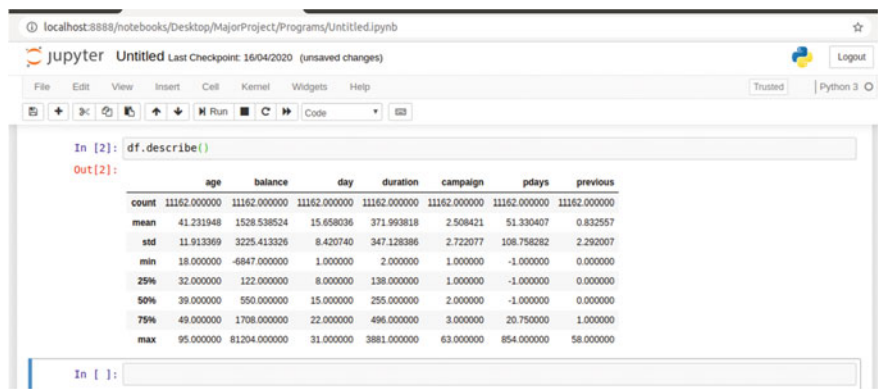 localhost:8888/notebooks/Desktop/MajorProject/Programs/Untitled.ipynb
jupyter Untitled Last Checkpoint: 16/04/2020 (unsaved changes)
Logout
File Edit View Insert Cell Kernel Widgets Help
Trusted
Python 3
Run
Code
In [2]: df.describe()
Out[2]:
age balance day duration campaign pdays previous
count 11162.000000 11162.000000 11162.000000 11162.000000 11162.000000 11162.000000 11162.000000
mean 41.231948 1528.538524 15.658036 371.993818 2.508421 51.330407 0.832557
std 11.913369 3225.413326 8.420740 347.128386 2.722077 108.758282 2.292007
min 18.000000 -6847.000000 1.000000 2.000000 1.000000 -1.000000 0.000000
25% 32.000000 122.000000 8.000000 138.000000 1.000000 -1.000000 0.000000
50% 39.000000 550.000000 15.000000 255.000000 2.000000 -1.000000 0.000000
75% 49.000000 1708.000000 22.000000 496.000000 3.000000 20.750000 1.000000
max 95.000000 81204.000000 31.000000 3881.000000 63.000000 854.000000 58.000000
In [ ]: